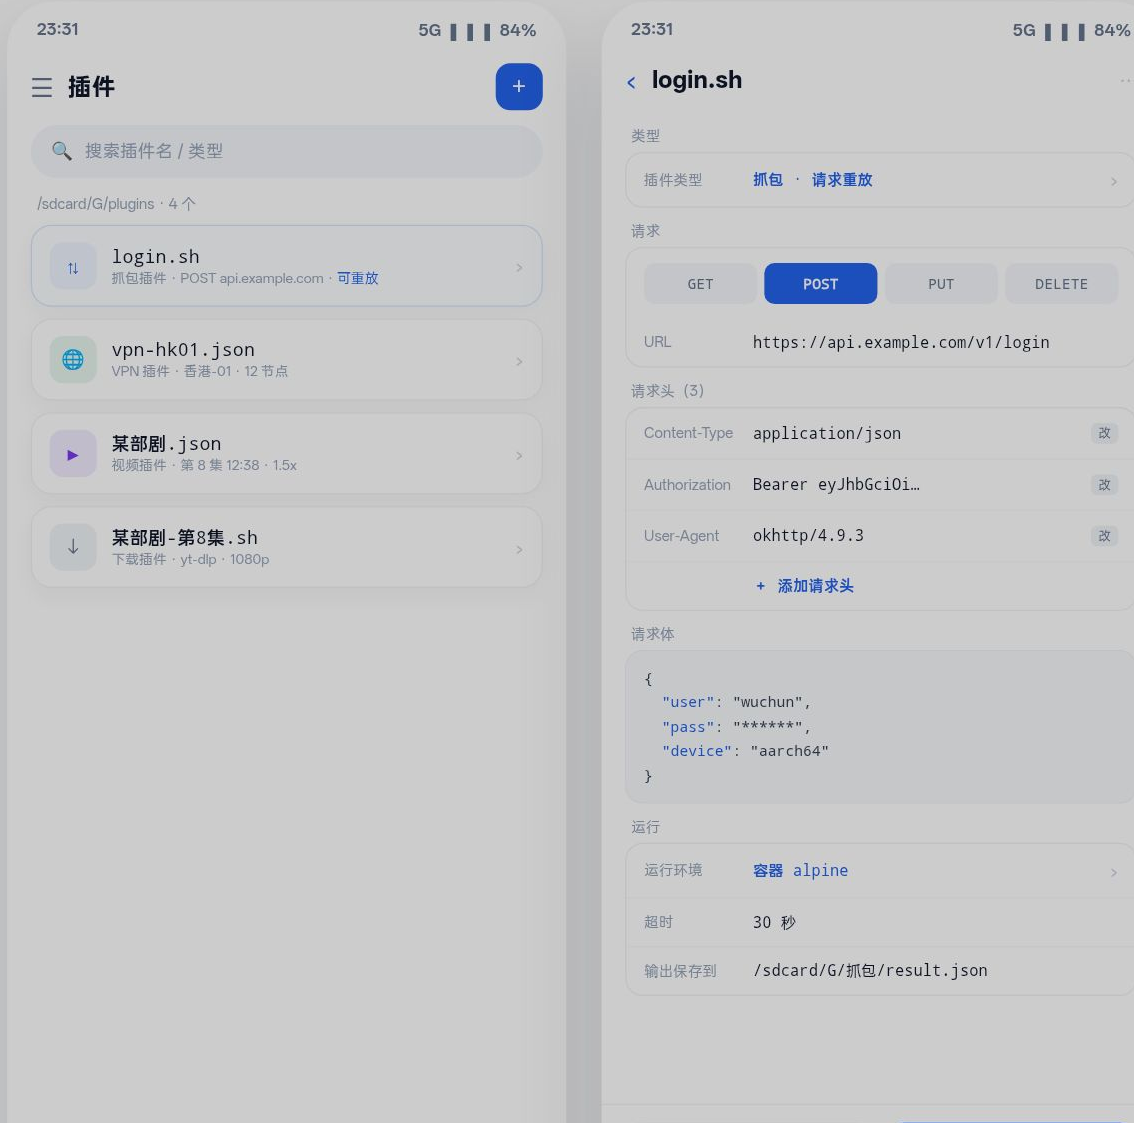 23:31
5G 84%
插件
+
搜索插件名 / 类型
/sdcard/G/plugins · 4 个
login.sh
抓包插件 · POST api.example.com · 可重放
vpn-hk01.json
VPN 插件 · 香港-01 · 12 节点
某部剧.json
视频插件 · 第 8 集 12:38 · 1.5x
某部剧-第8集.sh
下载插件 · yt-dlp · 1080p
23:31
5G 84%
login.sh
类型
插件类型 抓包 · 请求重放
请求
GET POST PUT DELETE
URL https://api.example.com/v1/login
请求头 (3)
Content-Type application/json 改
Authorization Bearer eyJhbGciOi… 改
User-Agent okhttp/4.9.3 改
+ 添加请求头
请求体
{
"user": "wuchun",
"pass": "******",
"device": "aarch64"
}
运行
运行环境 容器 alpine
超时 30 秒
输出保存到 /sdcard/G/抓包/result.json